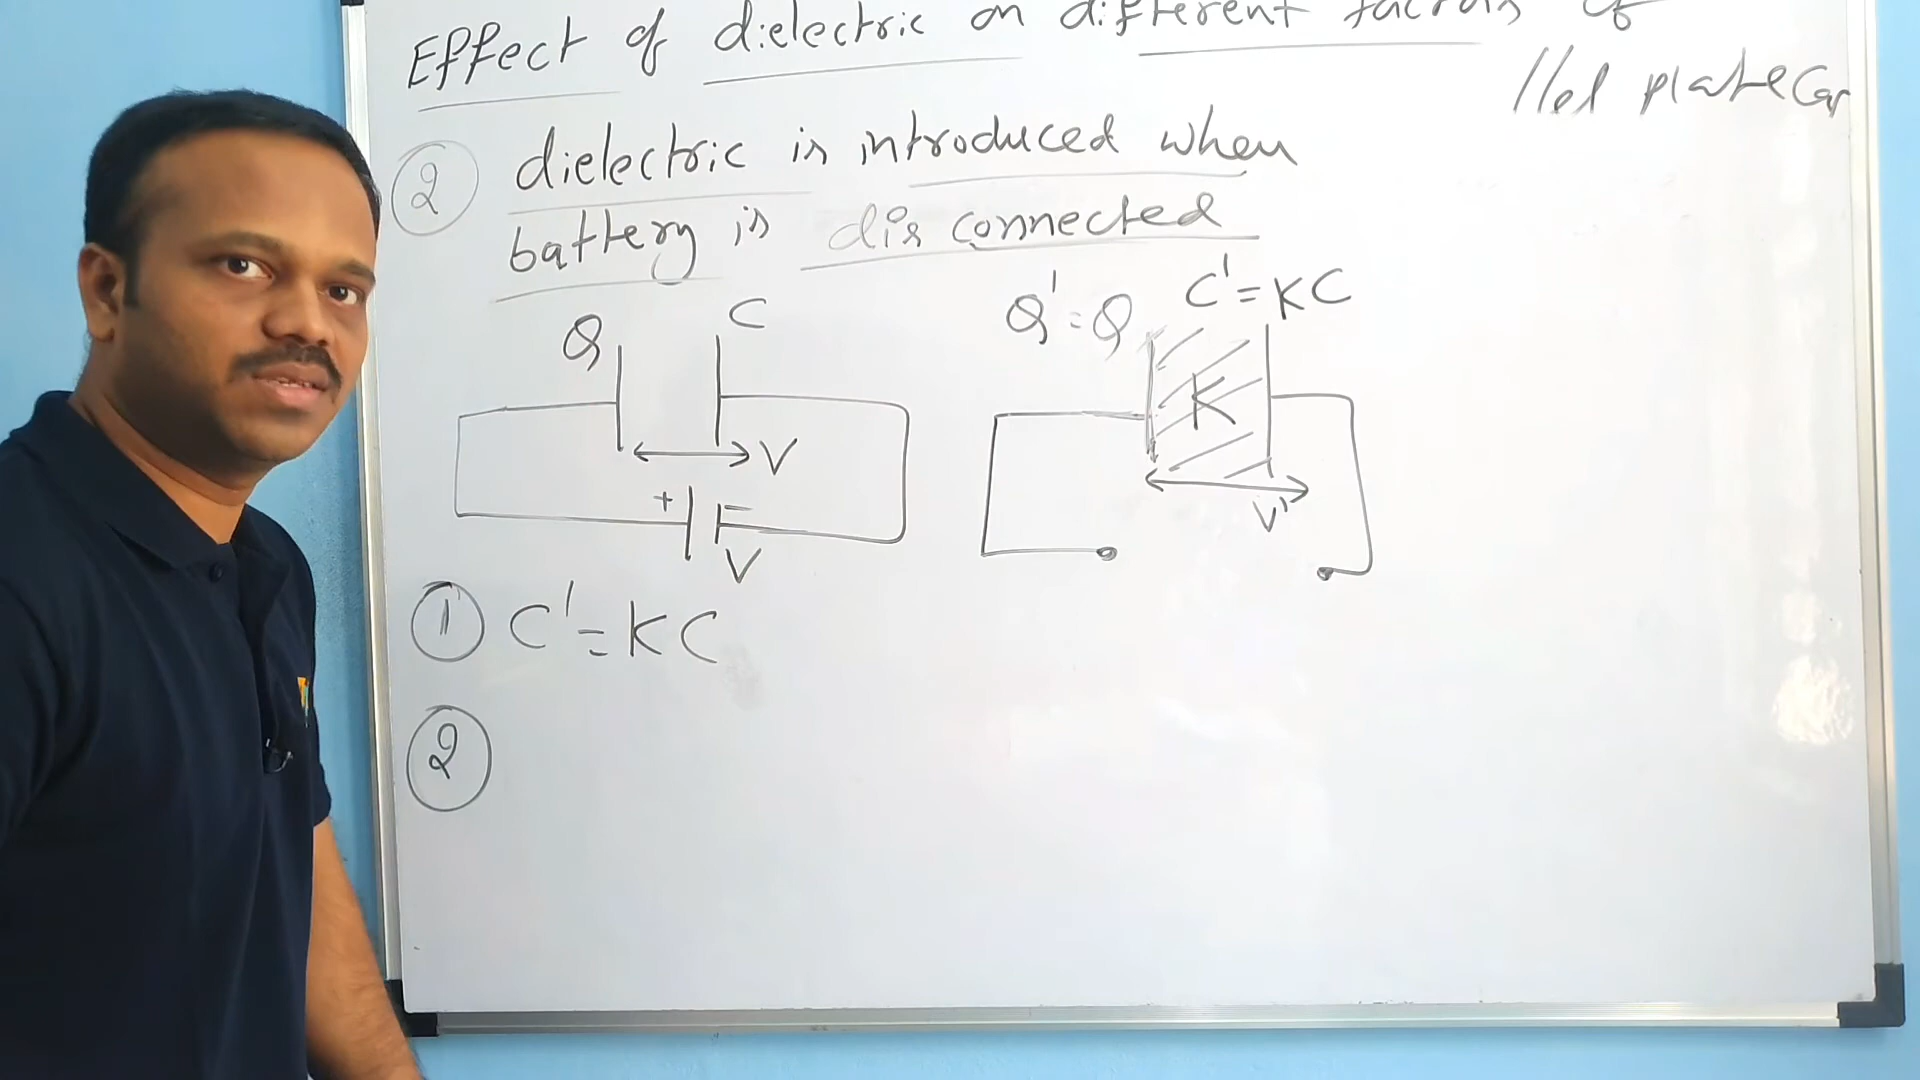 Effect of dielectric on different factors of
//el plate Cap
② dielectric is introduced when
battery is disconnected
Q C
V
+ −
V
Q' = Q C' = KC
K
V'
① C' = KC
②